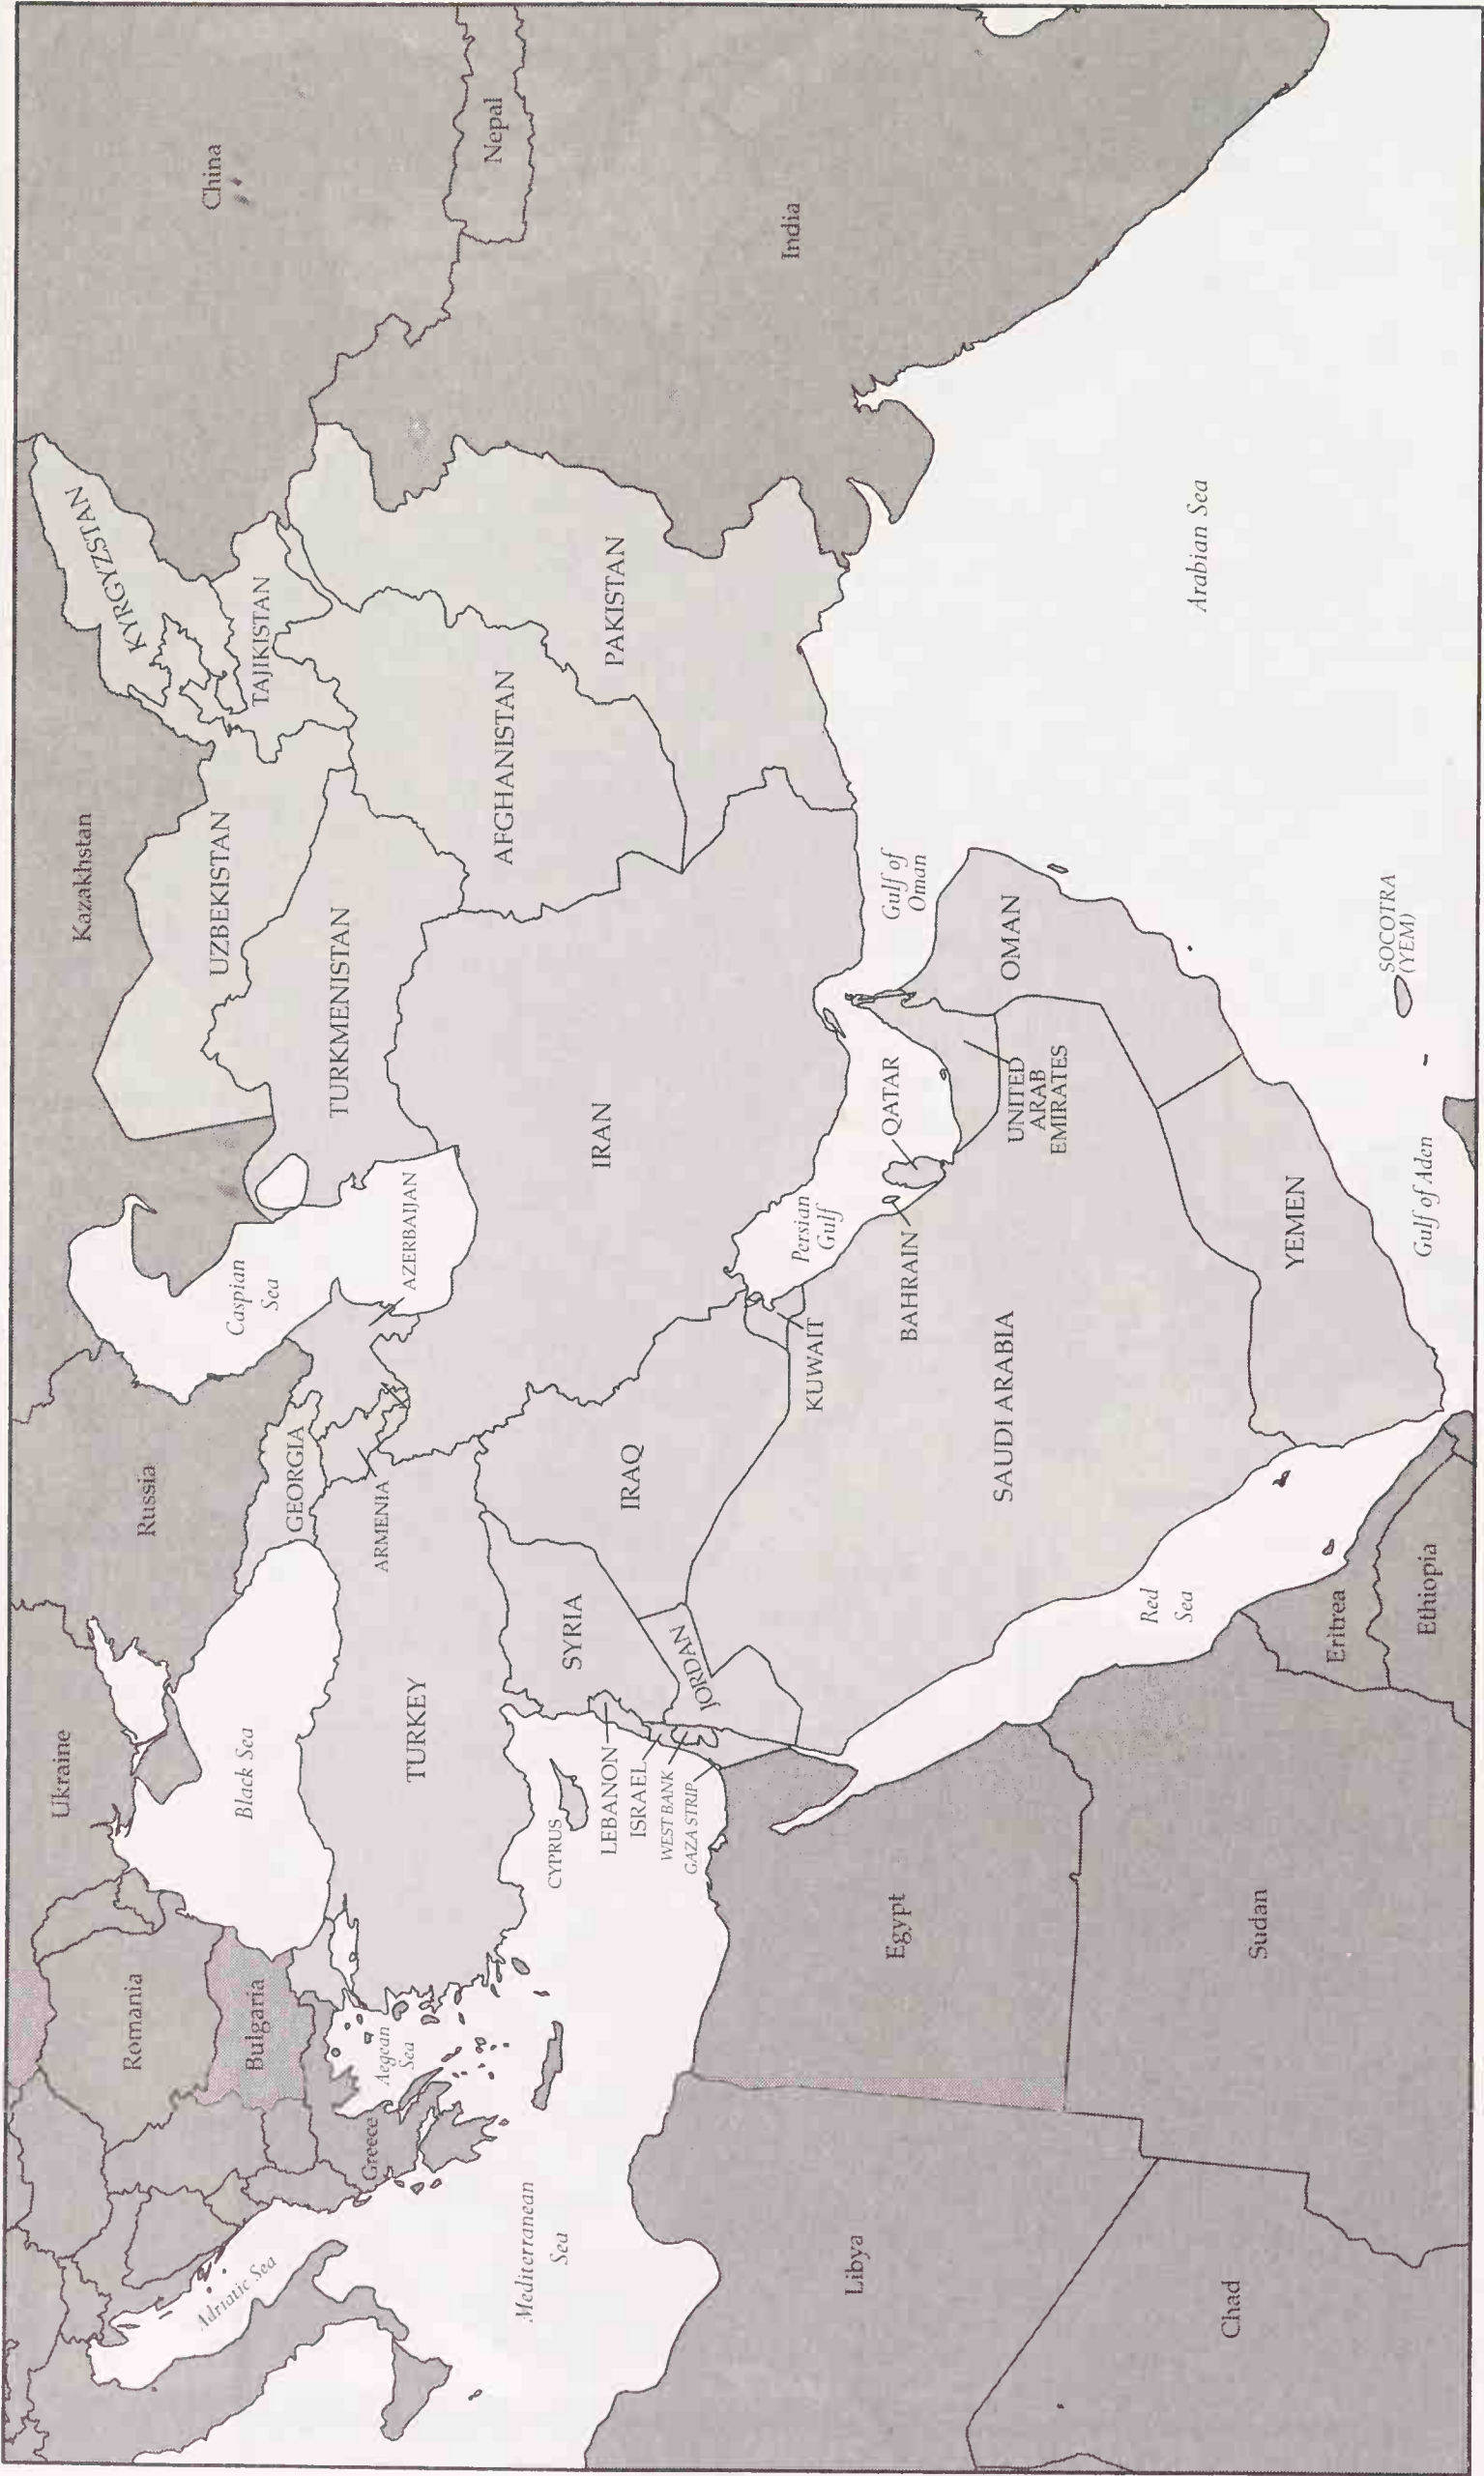 Ukraine
Russia
Kazakhstan
China
Romania
Bulgaria
Black Sea
GEORGIA
Caspian
Sea
UZBEKISTAN
KYRGYZSTAN
TAJIKISTAN
Adriatic Sea
Greece
Aegean
Sea
TURKEY
ARMENIA
AZERBAIJAN
TURKMENISTAN
Nepal
Mediterranean
Sea
CYPRUS
LEBANON
ISRAEL
WEST BANK
GAZA STRIP
SYRIA
JORDAN
IRAQ
IRAN
AFGHANISTAN
PAKISTAN
India
KUWAIT
Persian
Gulf
BAHRAIN
QATAR
UNITED
ARAB
EMIRATES
Gulf of
Oman
OMAN
Libya
Egypt
SAUDI ARABIA
Red
Sea
Arabian Sea
Chad
Sudan
Eritrea
Ethiopia
YEMEN
Gulf of Aden
SOCOTRA
(YEM)